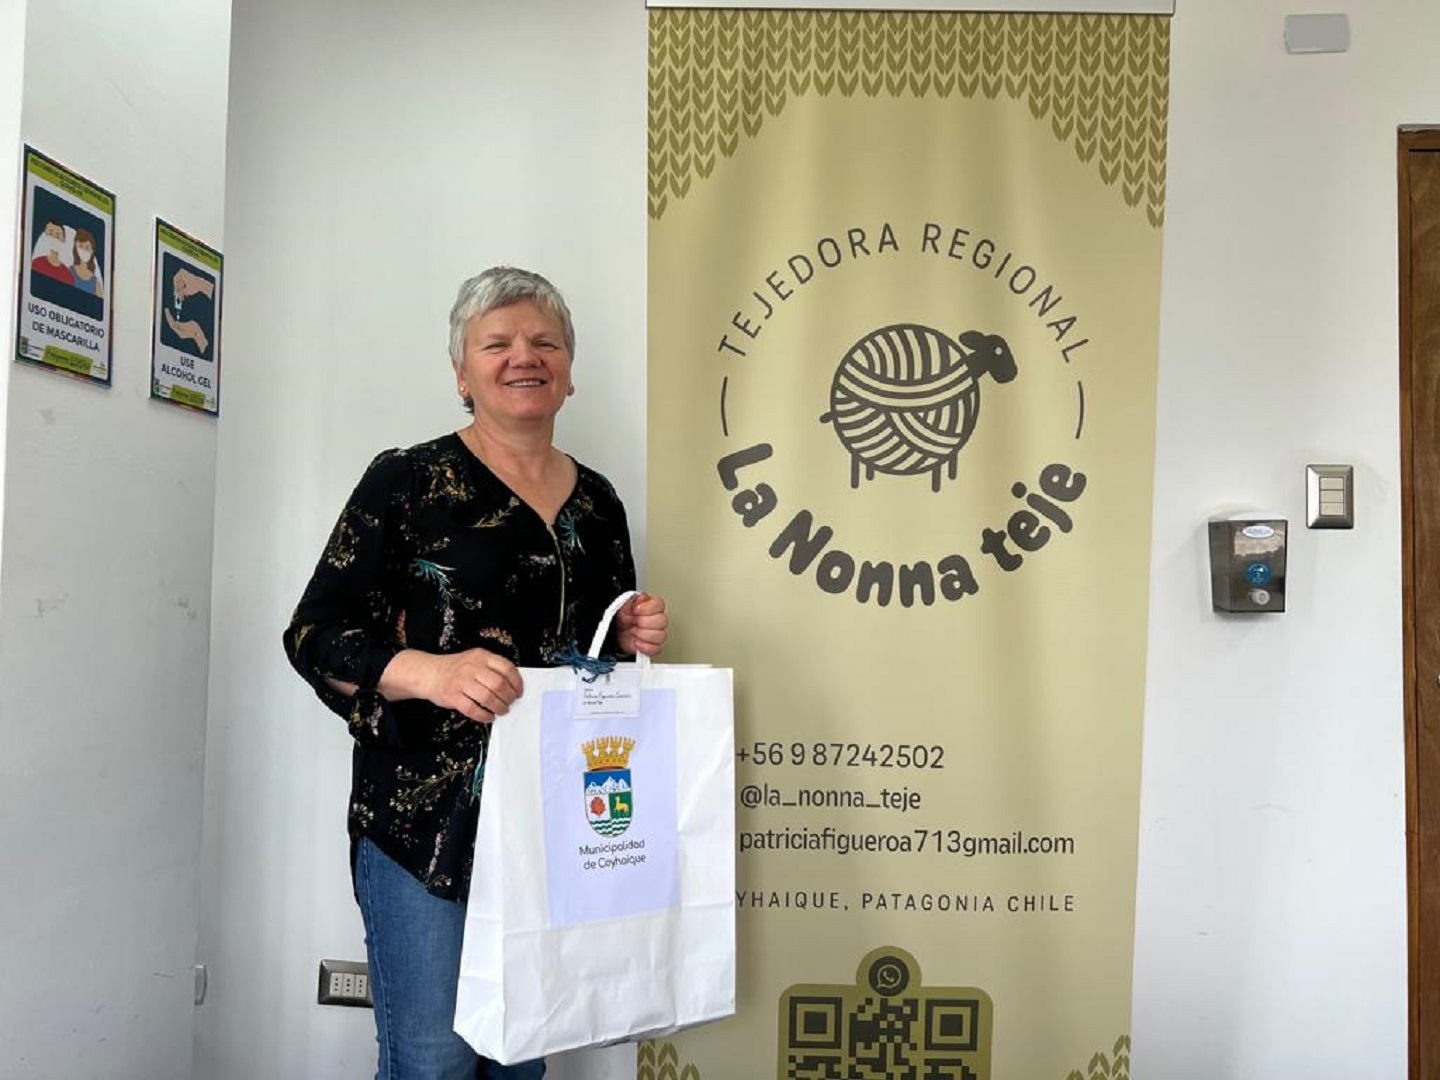 USO OBLIGATORIO
DE MASCARILLA
USE
ALCOHOL GEL
TEJEDORA REGIONAL
La Nonna teje
+56 9 87242502
@la_nonna_teje
patriciafigueroa713gmail.com
YHAIQUE, PATAGONIA CHILE
Municipalidad
de Coyhaique